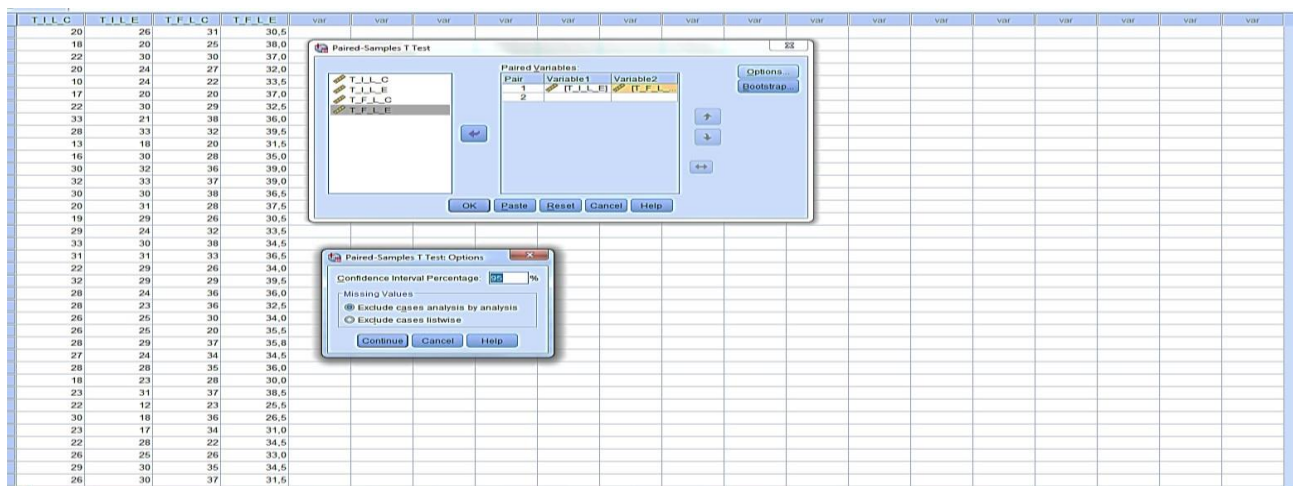 T_I_L_C T_I_L_E T_F_L_C T_F_L_E var var var var var var var var var var var var var var var var
20 26 31 30,5
18 20 25 38,0
22 30 30 37,0
20 24 27 32,0
10 24 22 33,5
17 20 20 37,0
22 30 29 32,5
33 21 38 36,0
28 33 32 39,5
13 18 20 31,5
16 30 28 35,0
30 32 36 39,0
32 33 37 39,0
30 30 38 36,5
20 31 28 37,5
19 29 26 30,5
29 24 32 33,5
33 30 38 34,5
31 31 33 36,5
22 29 26 34,0
32 29 29 39,5
28 24 36 36,0
28 23 36 32,5
26 25 30 34,0
26 25 20 35,5
28 29 37 35,8
27 24 34 34,5
28 28 35 36,0
18 23 28 30,0
23 31 37 38,5
22 12 23 25,5
30 18 36 26,5
23 17 34 31,0
22 28 22 34,5
26 25 26 33,0
29 30 35 34,5
26 30 37 31,5
Paired-Samples T Test
Paired Variables:
Pair Variable1 Variable2
1 [T_I_L_E] [T_F_L_...
2
T_I_L_C
T_I_L_E
T_F_L_C
T_F_L_E
Options...
Bootstrap...
OK Paste Reset Cancel Help
Paired-Samples T Test: Options
Confidence Interval Percentage: 95 %
Missing Values
Exclude cases analysis by analysis
Exclude cases listwise
Continue Cancel Help